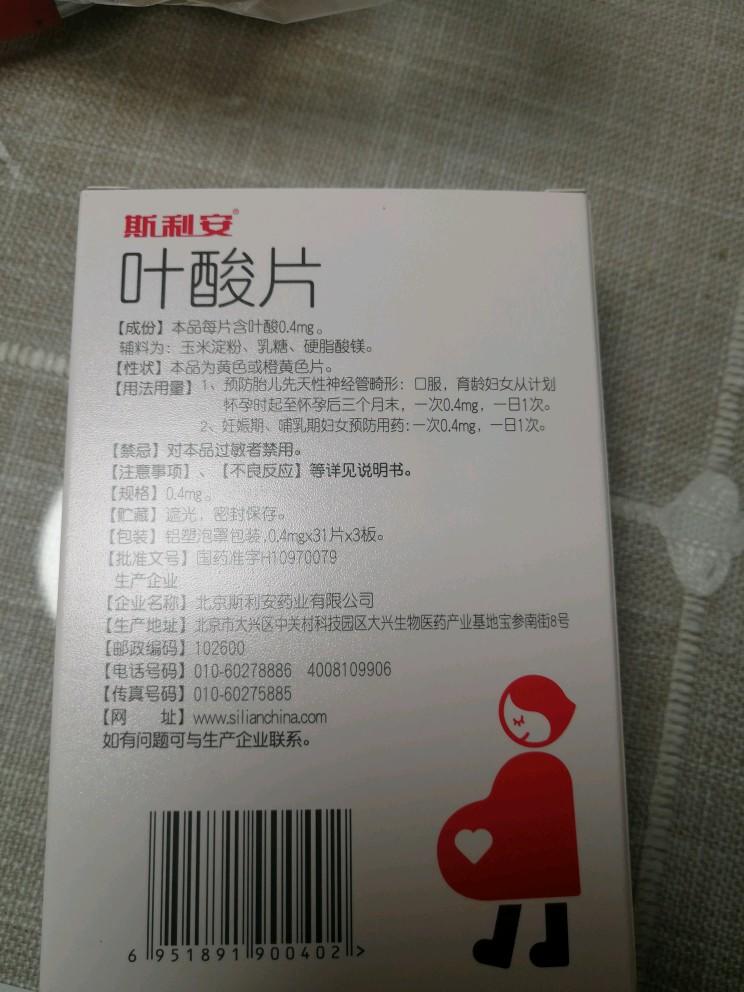 斯利安®
叶酸片
【成份】本品每片含叶酸0.4mg。
辅料为：玉米淀粉、乳糖、硬脂酸镁。
【性状】本品为黄色或橙黄色片。
【用法用量】1、预防胎儿先天性神经管畸形：口服，育龄妇女从计划
怀孕时起至怀孕后三个月末，一次0.4mg，一日1次。
2、妊娠期、哺乳期妇女预防用药：一次0.4mg，一日1次。
【禁忌】对本品过敏者禁用。
【注意事项】、【不良反应】等详见说明书。
【规格】0.4mg。
【贮藏】遮光，密封保存。
【包装】铝塑泡罩包装,0.4mgx31片x3板。
【批准文号】国药准字H10970079
生产企业
【企业名称】北京斯利安药业有限公司
【生产地址】北京市大兴区中关村科技园区大兴生物医药产业基地宝参南街8号
【邮政编码】102600
【电话号码】010-60278886 4008109906
【传真号码】010-60275885
【网 址】www.silianchina.com
如有问题可与生产企业联系。
6 951891 900402 >